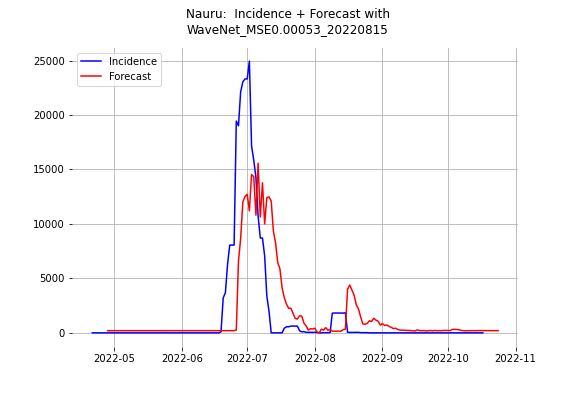 Nauru:  Incidence + Forecast with
WaveNet_MSE0.00053_20220815
Incidence
Forecast
25000
20000
15000
10000
5000
0
2022-05 2022-06 2022-07 2022-08 2022-09 2022-10 2022-11